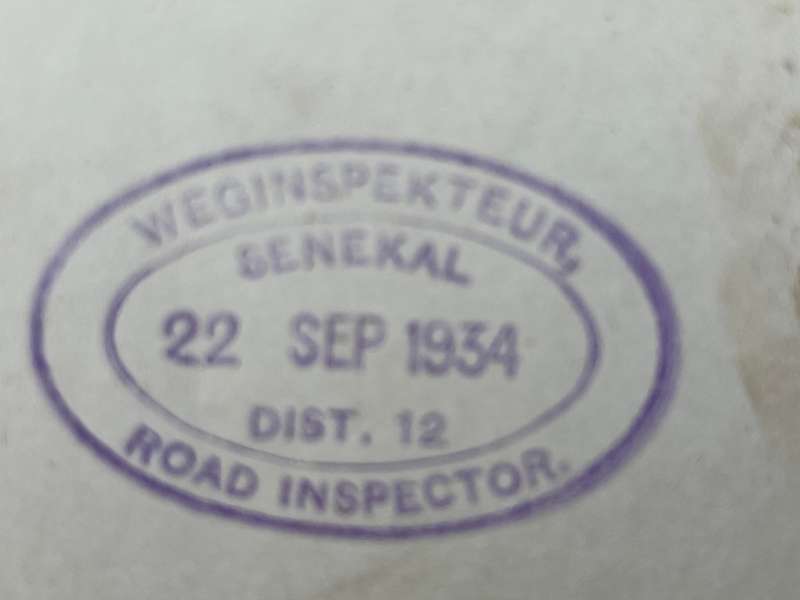 WEGINSPEKTEUR,
SENEKAL
22 SEP 1934
DIST. 12
ROAD INSPECTOR.